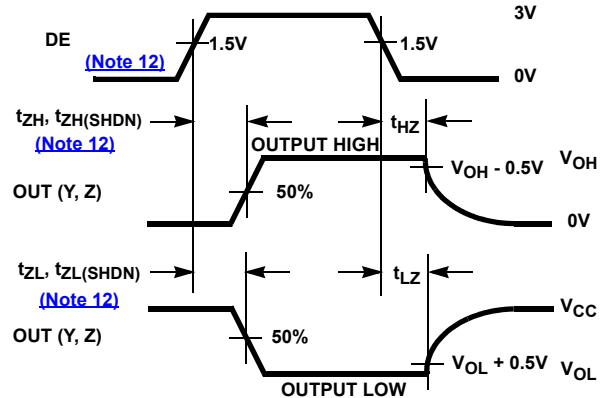 3V
DE
1.5V
1.5V
(Note 12)
0V
tZH, tZH(SHDN)
tHZ
(Note 12)
OUTPUT HIGH
VOH - 0.5V
VOH
OUT (Y, Z)
50%
0V
tZL, tZL(SHDN)
tLZ
(Note 12)
VCC
OUT (Y, Z)
50%
VOL + 0.5V
VOL
OUTPUT LOW